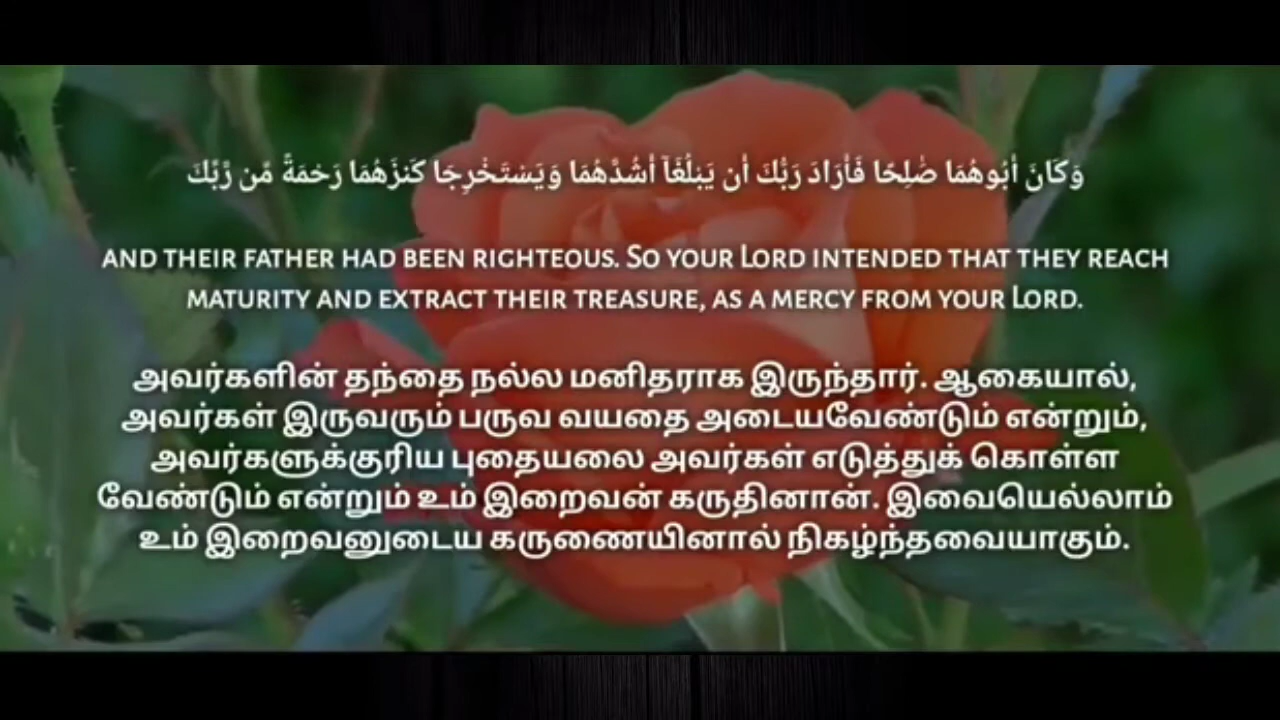 وَكَانَ أَبُوهُمَا صَٰلِحًا فَأَرَادَ رَبُّكَ أَن يَبْلُغَآ أَشُدَّهُمَا وَيَسْتَخْرِجَا كَنزَهُمَا رَحْمَةً مَّن رَّبِّكَ
AND THEIR FATHER HAD BEEN RIGHTEOUS. SO YOUR LORD INTENDED THAT THEY REACH
MATURITY AND EXTRACT THEIR TREASURE, AS A MERCY FROM YOUR LORD.
அவர்களின் தந்தை நல்ல மனிதராக இருந்தார். ஆகையால்,
அவர்கள் இருவரும் பருவ வயதை அடையவேண்டும் என்றும்,
அவர்களுக்குரிய புதையலை அவர்கள் எடுத்துக் கொள்ள
வேண்டும் என்றும் உம் இறைவன் கருதினான். இவையெல்லாம்
உம் இறைவனுடைய கருணையினால் நிகழ்ந்தவையாகும்.